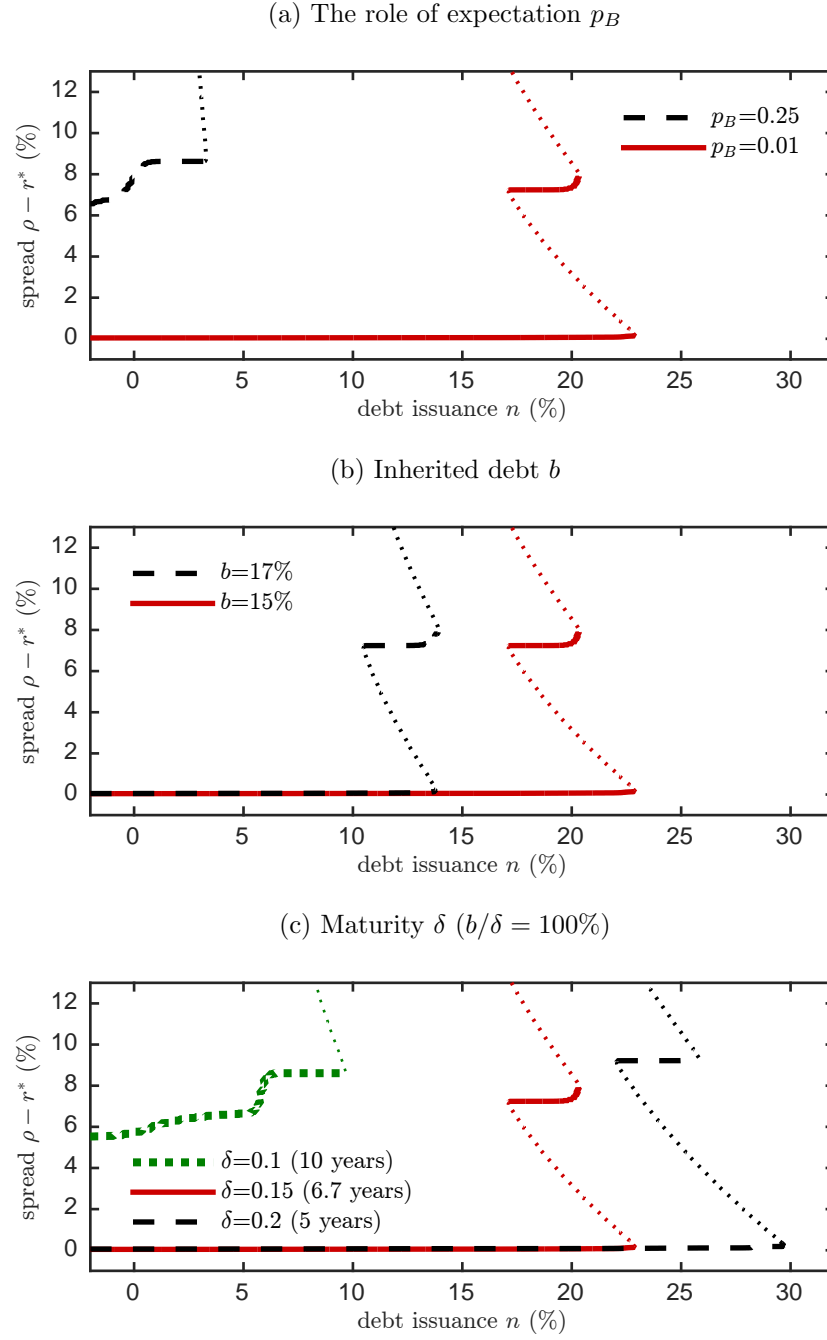 (a) The role of expectation p_B
spread ρ − r* (%)
12
10
8
6
4
2
0
p_B=0.25
p_B=0.01
0 5 10 15 20 25 30
debt issuance n (%)
(b) Inherited debt b
spread ρ − r* (%)
12
10
8
6
4
2
0
b=17%
b=15%
0 5 10 15 20 25 30
debt issuance n (%)
(c) Maturity δ (b/δ = 100%)
spread ρ − r* (%)
12
10
8
6
4
2
0
δ=0.1 (10 years)
δ=0.15 (6.7 years)
δ=0.2 (5 years)
0 5 10 15 20 25 30
debt issuance n (%)